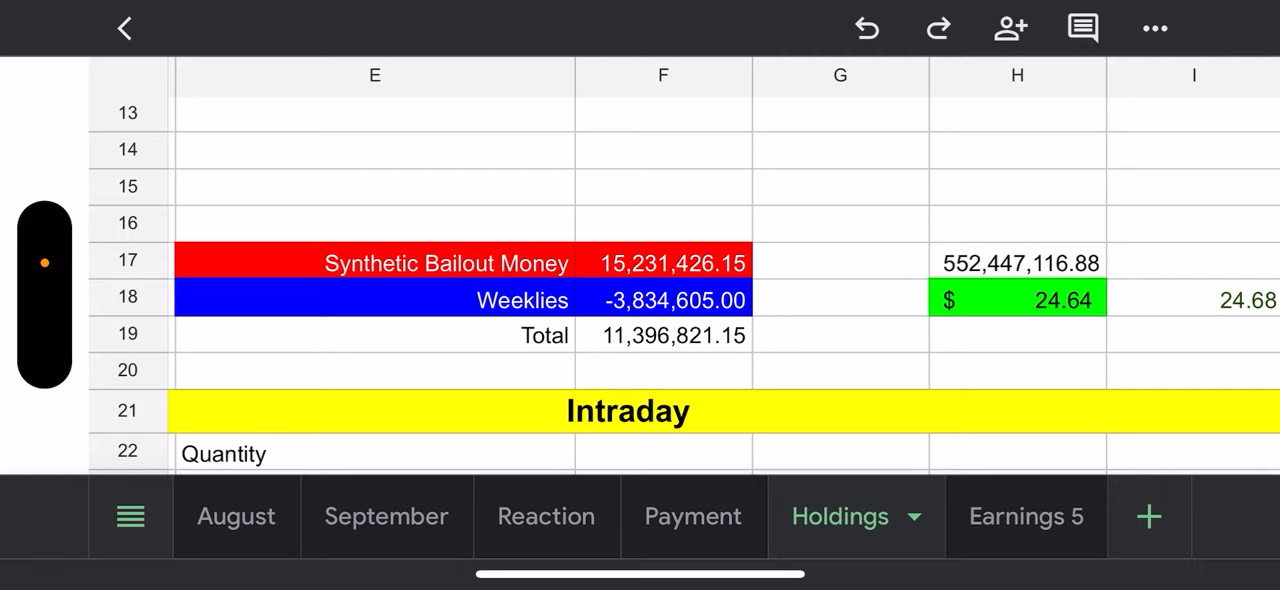 E F G H I
13
14
15
16
17 Synthetic Bailout Money 15,231,426.15 552,447,116.88
18 Weeklies -3,834,605.00 $ 24.64 24.68
19 Total 11,396,821.15
20
21 Intraday
22 Quantity
August September Reaction Payment Holdings Earnings 5